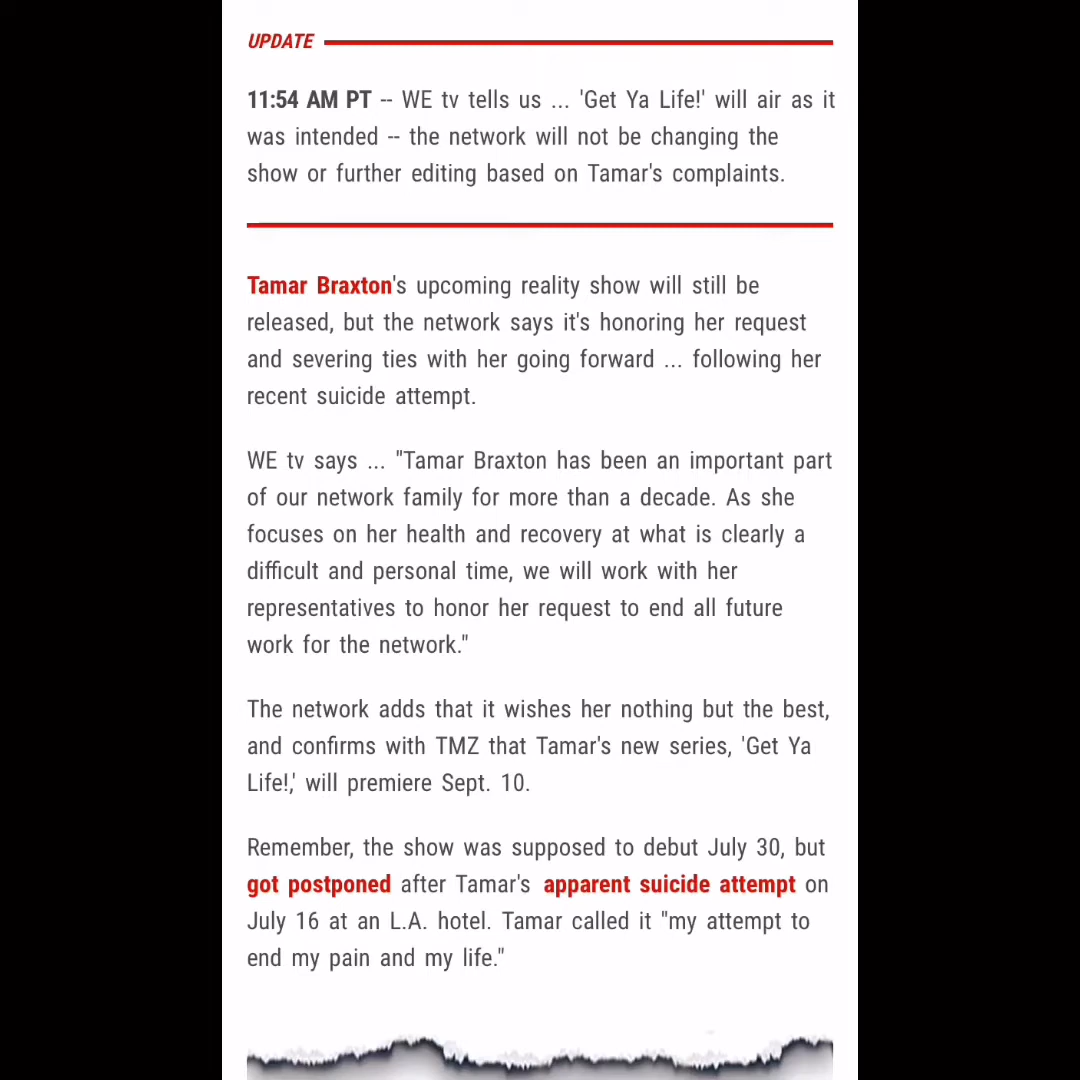 UPDATE
11:54 AM PT -- WE tv tells us ... 'Get Ya Life!' will air as it
was intended -- the network will not be changing the
show or further editing based on Tamar's complaints.
Tamar Braxton's upcoming reality show will still be
released, but the network says it's honoring her request
and severing ties with her going forward ... following her
recent suicide attempt.
WE tv says ... "Tamar Braxton has been an important part
of our network family for more than a decade. As she
focuses on her health and recovery at what is clearly a
difficult and personal time, we will work with her
representatives to honor her request to end all future
work for the network."
The network adds that it wishes her nothing but the best,
and confirms with TMZ that Tamar's new series, 'Get Ya
Life!,' will premiere Sept. 10.
Remember, the show was supposed to debut July 30, but
got postponed after Tamar's apparent suicide attempt on
July 16 at an L.A. hotel. Tamar called it "my attempt to
end my pain and my life."